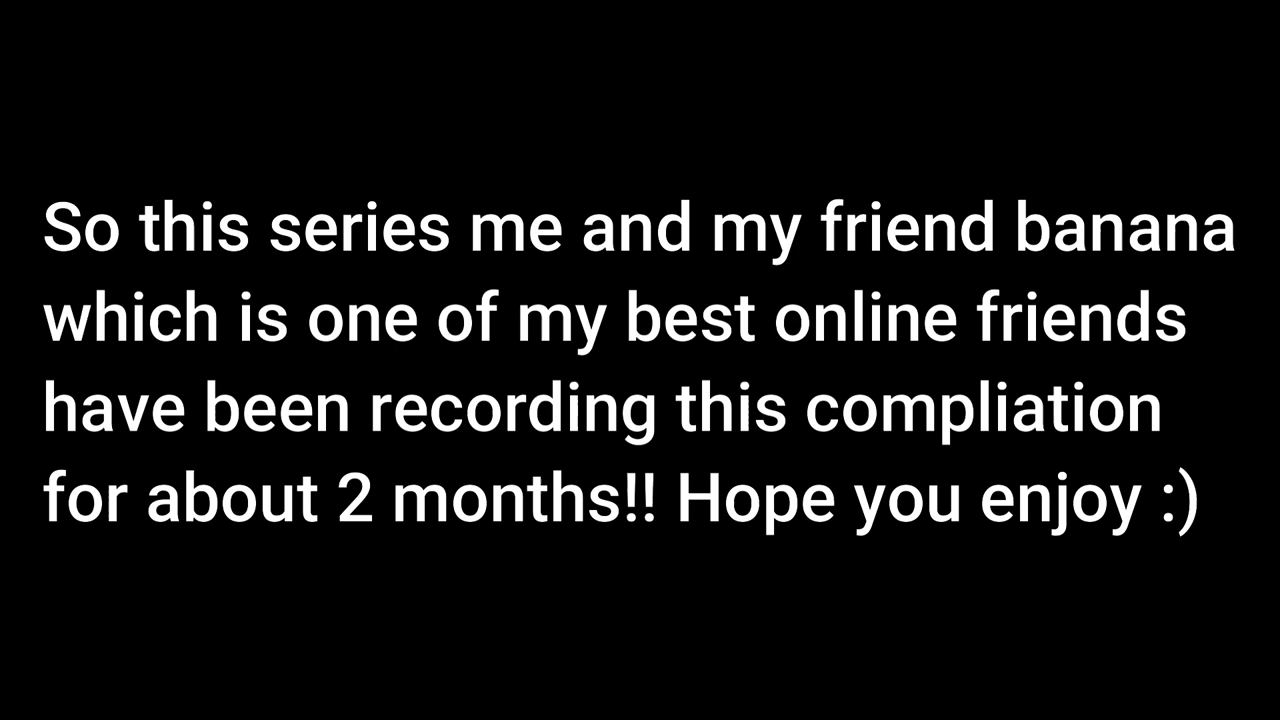 So this series me and my friend banana
which is one of my best online friends
have been recording this compliation
for about 2 months!! Hope you enjoy :)